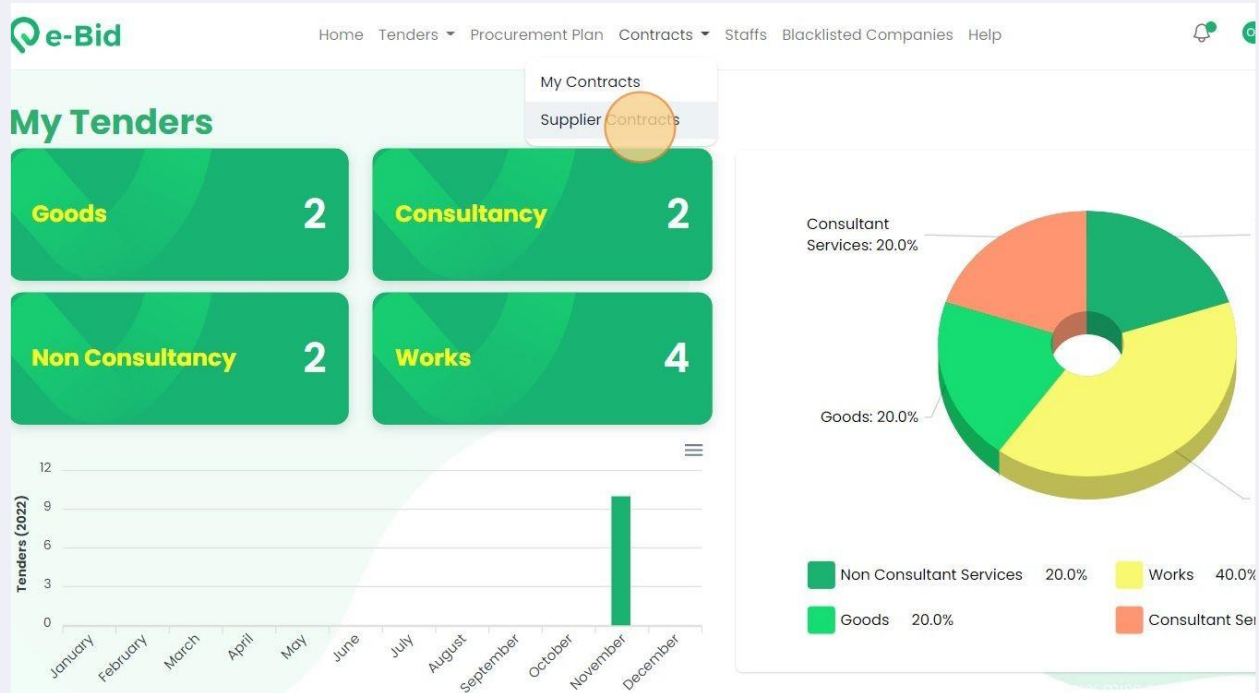 e-Bid
Home Tenders Procurement Plan Contracts Staffs Blacklisted Companies Help
My Contracts
Supplier Contracts
My Tenders
Goods 2
Consultancy 2
Non Consultancy 2
Works 4
Consultant
Services: 20.0%
Goods: 20.0%
Non Consultant Services 20.0% Works 40.0%
Goods 20.0% Consultant Ser
Tenders (2022)
12
9
6
3
0
January February March April May June July August September October November December